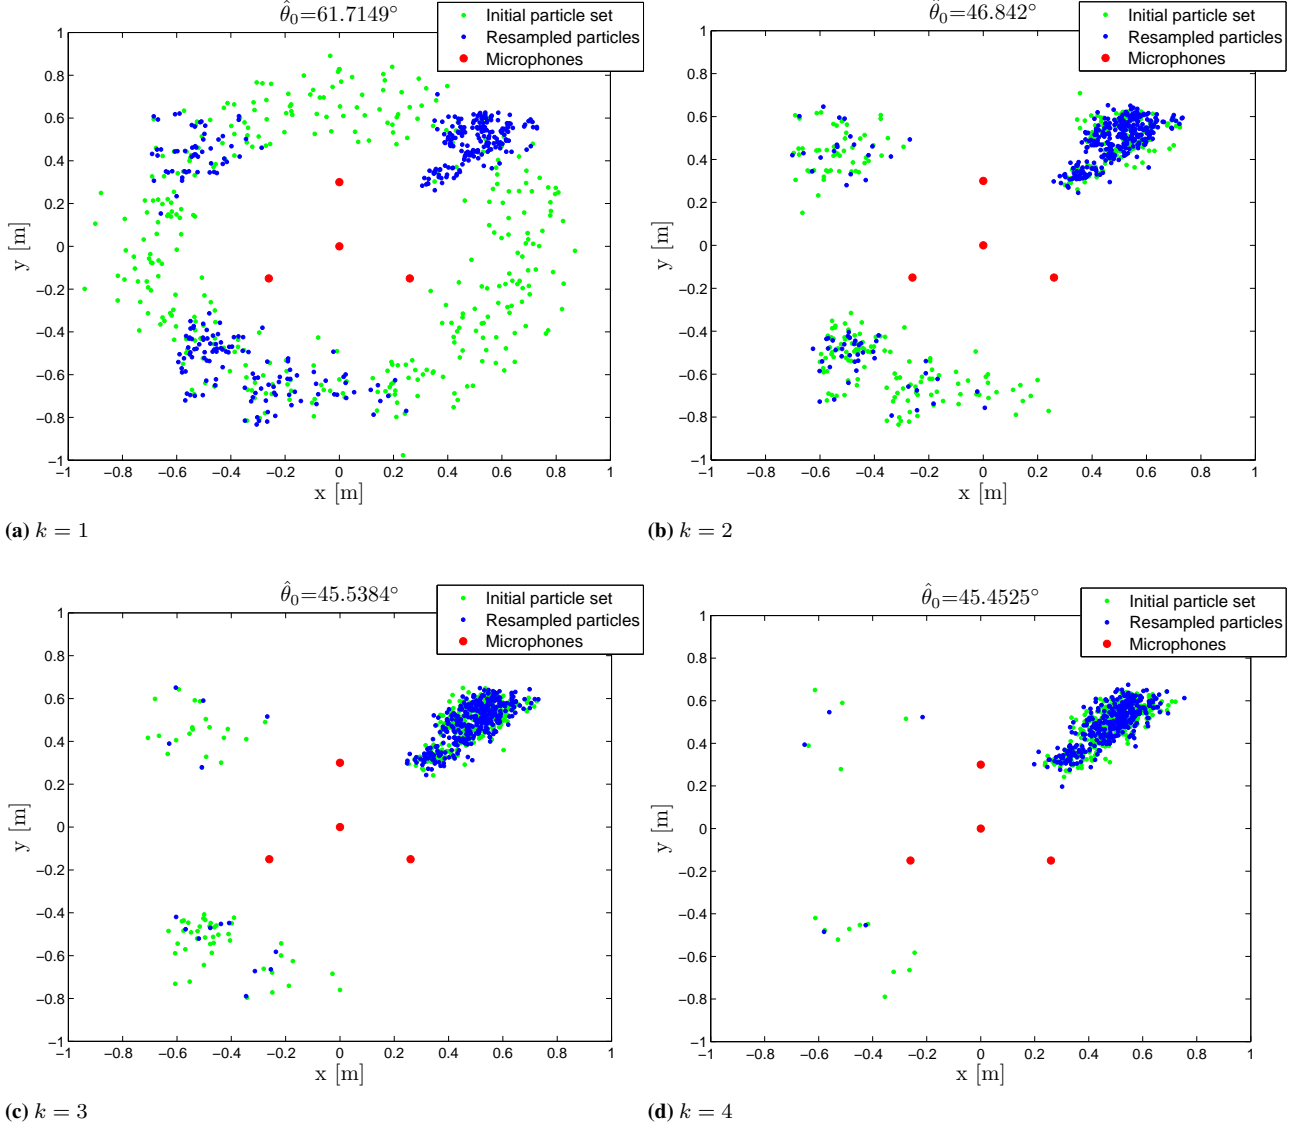 θ̂₀=61.7149°
Initial particle set
Resampled particles
Microphones
1
0.8
0.6
0.4
0.2
0
−0.2
−0.4
−0.6
−0.8
−1
y [m]
−1 −0.8 −0.6 −0.4 −0.2 0 0.2 0.4 0.6 0.8 1
x [m]
(a) k = 1
θ̂₀=46.842°
Initial particle set
Resampled particles
Microphones
1
0.8
0.6
0.4
0.2
0
−0.2
−0.4
−0.6
−0.8
−1
y [m]
−1 −0.8 −0.6 −0.4 −0.2 0 0.2 0.4 0.6 0.8 1
x [m]
(b) k = 2
θ̂₀=45.5384°
Initial particle set
Resampled particles
Microphones
1
0.8
0.6
0.4
0.2
0
−0.2
−0.4
−0.6
−0.8
−1
y [m]
−1 −0.8 −0.6 −0.4 −0.2 0 0.2 0.4 0.6 0.8 1
x [m]
(c) k = 3
θ̂₀=45.4525°
Initial particle set
Resampled particles
Microphones
1
0.8
0.6
0.4
0.2
0
−0.2
−0.4
−0.6
−0.8
−1
y [m]
−1 −0.8 −0.6 −0.4 −0.2 0 0.2 0.4 0.6 0.8 1
x [m]
(d) k = 4